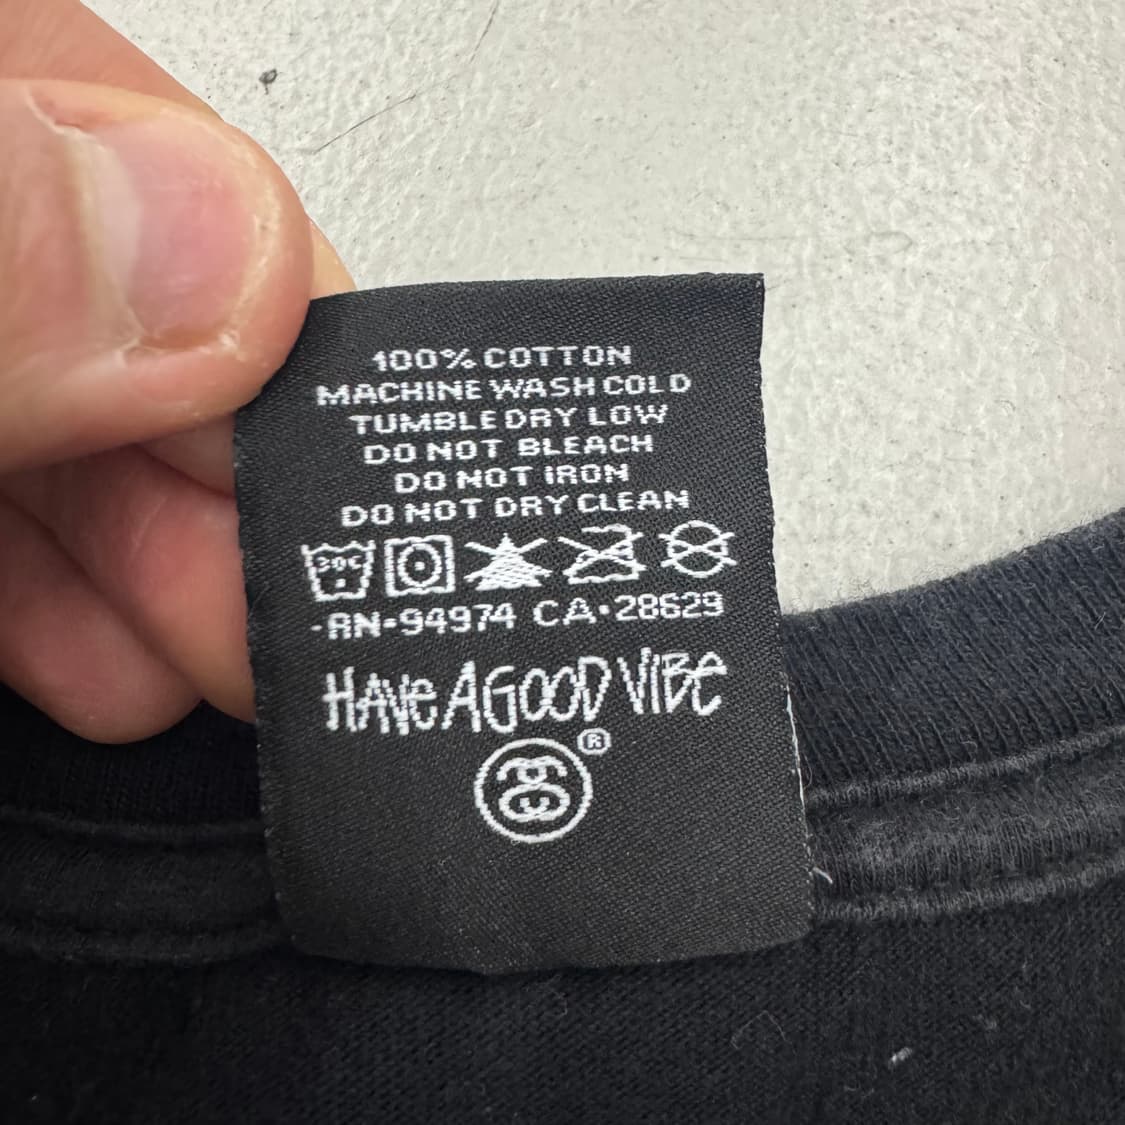 100% COTTON
MACHINE WASH COLD
TUMBLE DRY LOW
DO NOT BLEACH
DO NOT IRON
DO NOT DRY CLEAN
30C
-RN-94974 CA-28629
HAVE A GOOD VIBE
®